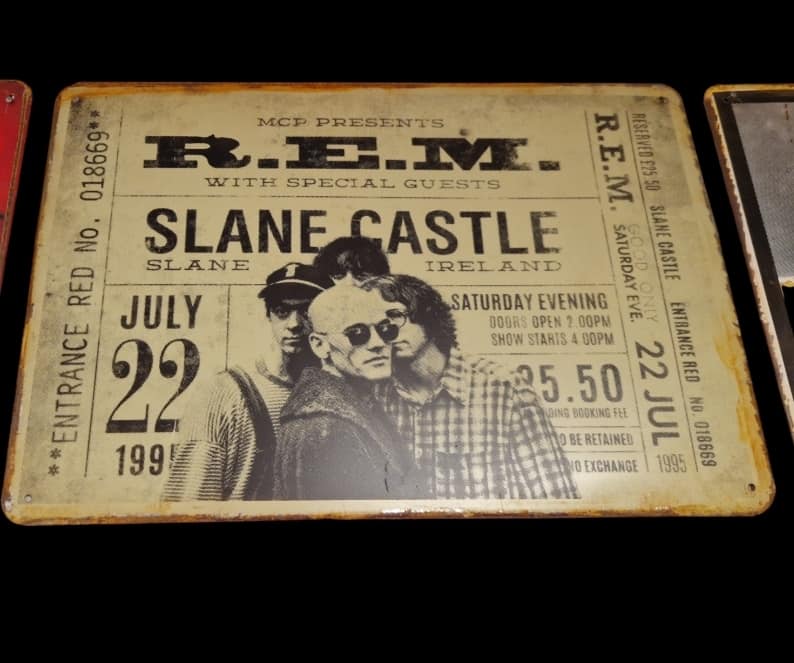 **ENTRANCE RED No. 018669**
MCP PRESENTS
R.E.M.
WITH SPECIAL GUESTS
SLANE CASTLE
SLANE IRELAND
JULY
22
1995
SATURDAY EVENING
DOORS OPEN 2.00PM
SHOW STARTS 4.00PM
25.50
BOOKING FEE
O BE RETAINED
NO EXCHANGE
R.E.M.
GOOD ONLY
SATURDAY EVE.
22 JUL
1995
RESERVED £25.50 SLANE CASTLE ENTRANCE RED No. 018669